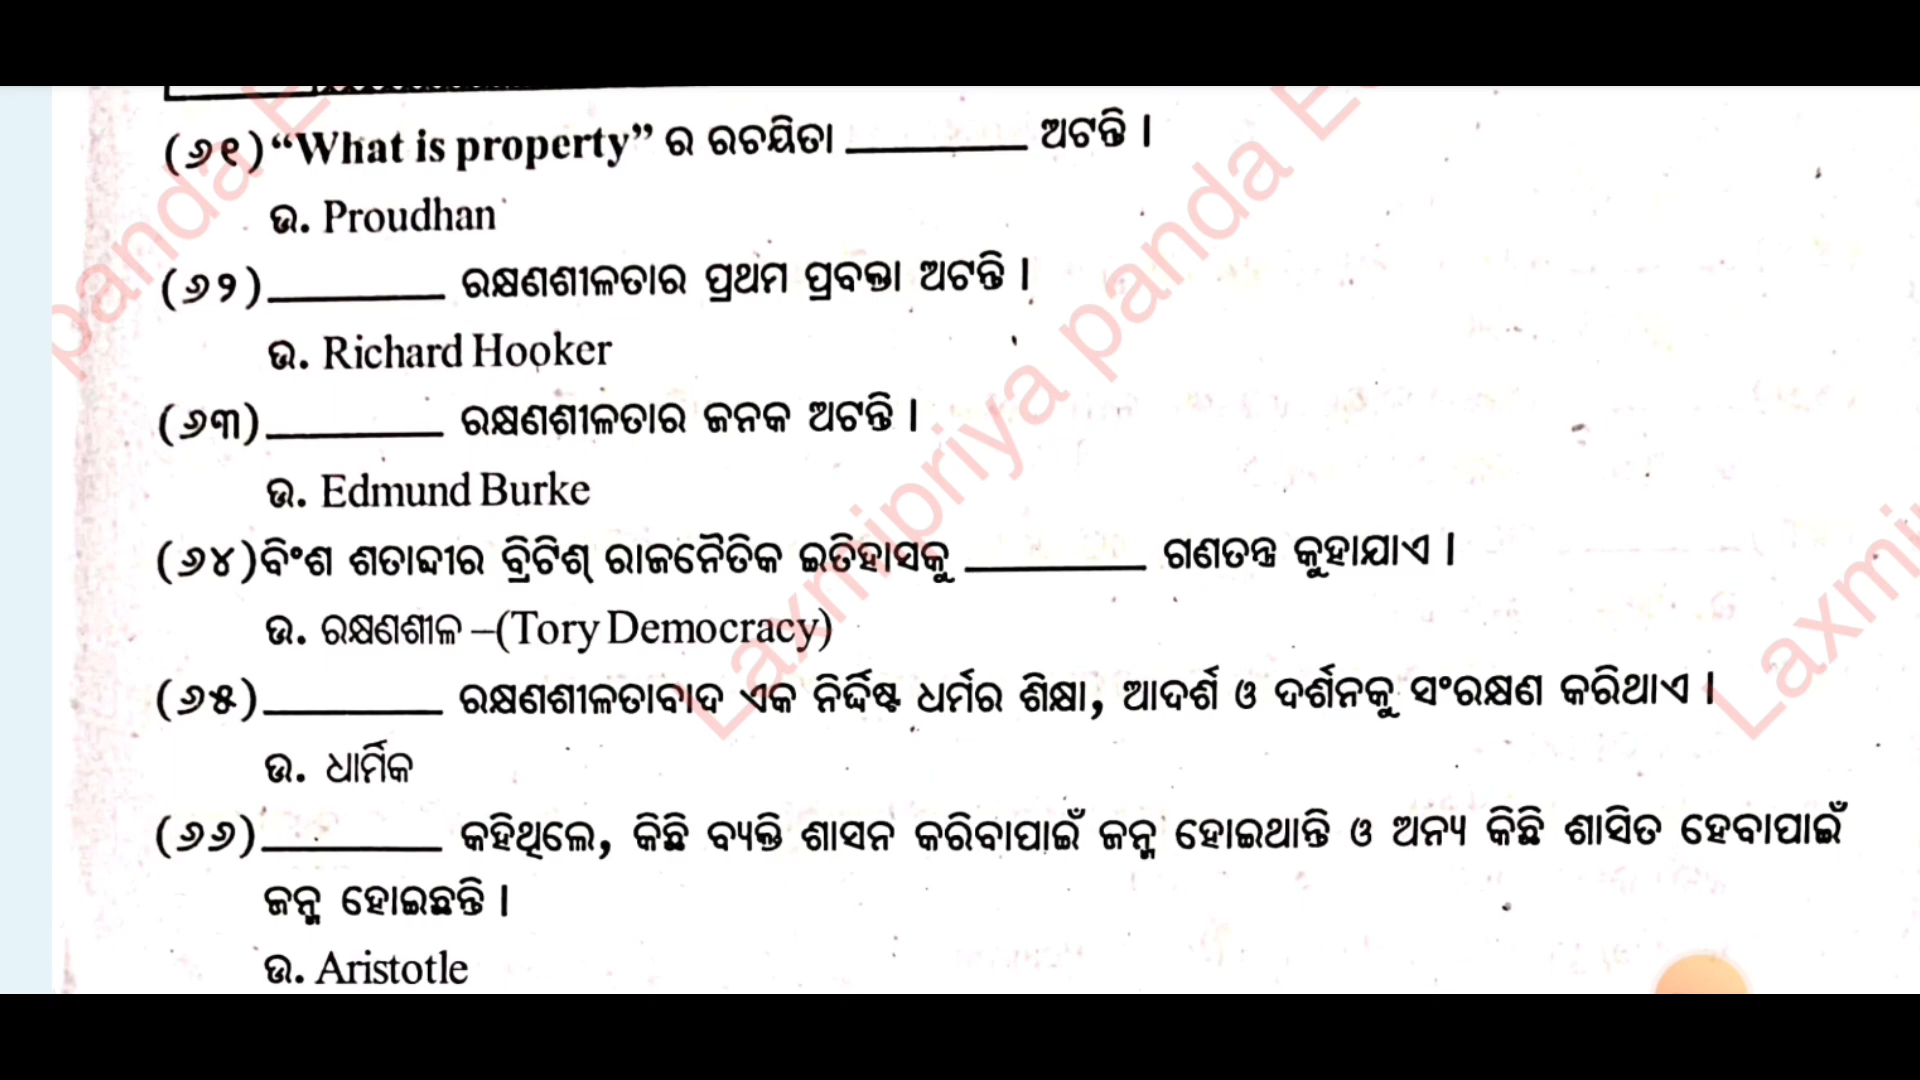 (୬୧) “What is property” ର ରଚୟିତା ________ ଅଟନ୍ତି ।
ଉ. Proudhan
(୬୨) ________ ରକ୍ଷଣଶୀଳତାର ପ୍ରଥମ ପ୍ରବକ୍ତା ଅଟନ୍ତି ।
ଉ. Richard Hooker
(୬୩) ________ ରକ୍ଷଣଶୀଳତାର ଜନକ ଅଟନ୍ତି ।
ଉ. Edmund Burke
(୬୪) ବିଂଶ ଶତାବ୍ଦୀର ବ୍ରିଟିଶ୍ ରାଜନୈତିକ ଇତିହାସକୁ ________ ଗଣତନ୍ତ୍ର କୁହାଯାଏ ।
ଉ. ରକ୍ଷଣଶୀଳ –(Tory Democracy)
(୬୫) ________ ରକ୍ଷଣଶୀଳତାବାଦ ଏକ ନିର୍ଦ୍ଦିଷ୍ଟ ଧର୍ମର ଶିକ୍ଷା, ଆଦର୍ଶ ଓ ଦର୍ଶନକୁ ସଂରକ୍ଷଣ କରିଥାଏ ।
ଉ. ଧାର୍ମିକ
(୬୬) ________ କହିଥିଲେ, କିଛି ବ୍ୟକ୍ତି ଶାସନ କରିବାପାଇଁ ଜନ୍ମ ହୋଇଥାନ୍ତି ଓ ଅନ୍ୟ କିଛି ଶାସିତ ହେବାପାଇଁ
ଜନ୍ମ ହୋଇଛନ୍ତି ।
ଉ. Aristotle
Laxmipriya panda
panda